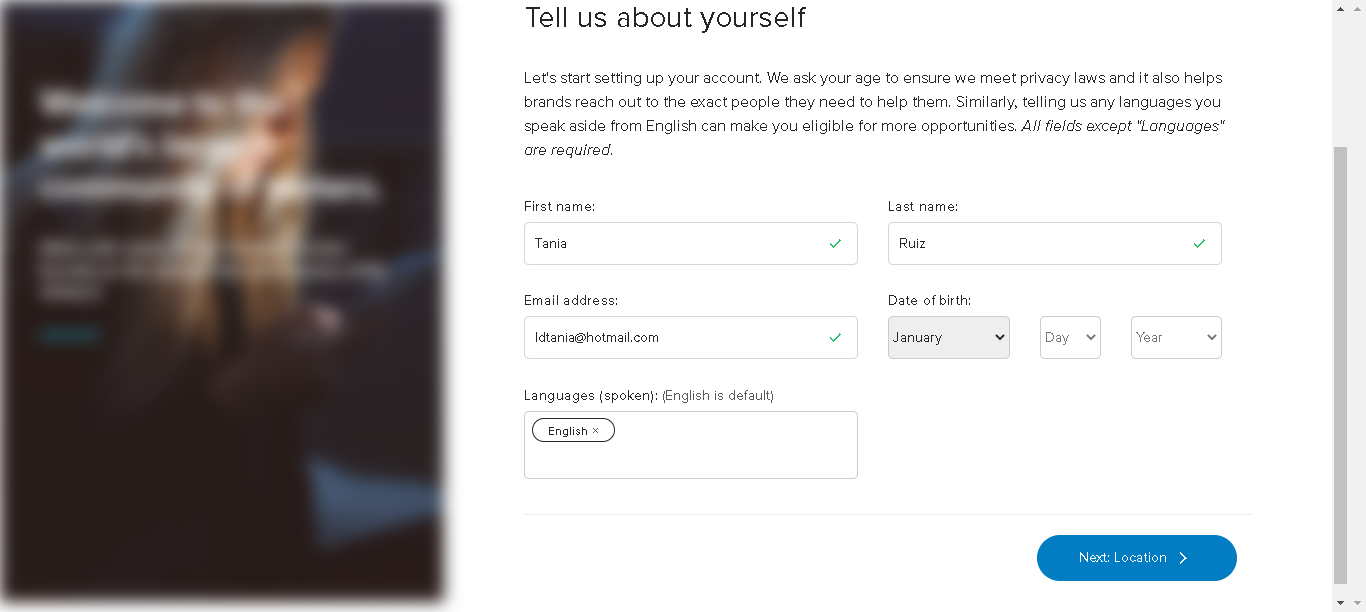 Tell us about yourself
Let's start setting up your account. We ask your age to ensure we meet privacy laws and it also helps
brands reach out to the exact people they need to help them. Similarly, telling us any languages you
speak aside from English can make you eligible for more opportunities. All fields except "Languages"
are required.
First name:
Last name:
Tania
Ruiz
Email address:
Date of birth:
ldtania@hotmail.com
January
Day
Year
Languages (spoken): (English is default)
English ×
Next: Location